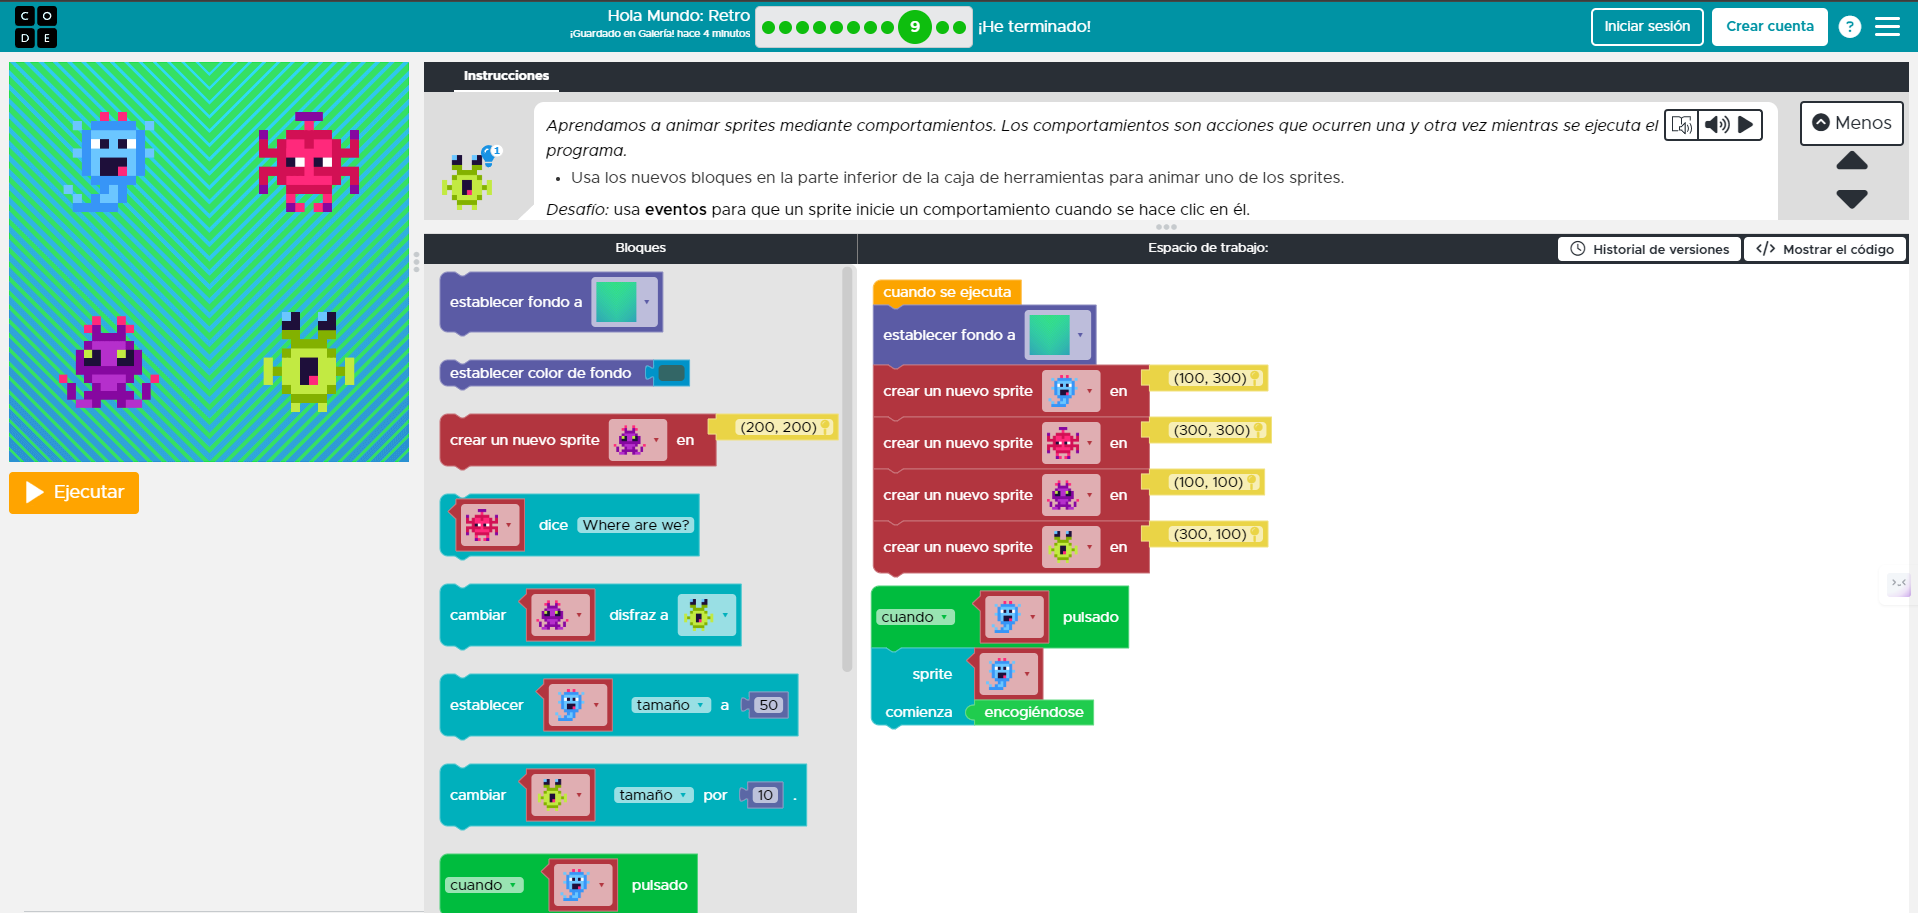 C O
D E
Hola Mundo: Retro
¡Guardado en Galería! hace 4 minutos
9
¡He terminado!
Iniciar sesión
Crear cuenta
?
Instrucciones
Aprendamos a animar sprites mediante comportamientos. Los comportamientos son acciones que ocurren una y otra vez mientras se ejecuta el
programa.
• Usa los nuevos bloques en la parte inferior de la caja de herramientas para animar uno de los sprites.
Desafío: usa eventos para que un sprite inicie un comportamiento cuando se hace clic en él.
1
Menos
Ejecutar
Bloques
Espacio de trabajo:
Historial de versiones
</> Mostrar el código
establecer fondo a
establecer color de fondo
crear un nuevo sprite en (200, 200)
dice Where are we?
cambiar disfraz a
establecer tamaño a 50
cambiar tamaño por 10 .
cuando pulsado
cuando se ejecuta
establecer fondo a
crear un nuevo sprite en (100, 300)
crear un nuevo sprite en (300, 300)
crear un nuevo sprite en (100, 100)
crear un nuevo sprite en (300, 100)
cuando pulsado
sprite
comienza encogiéndose